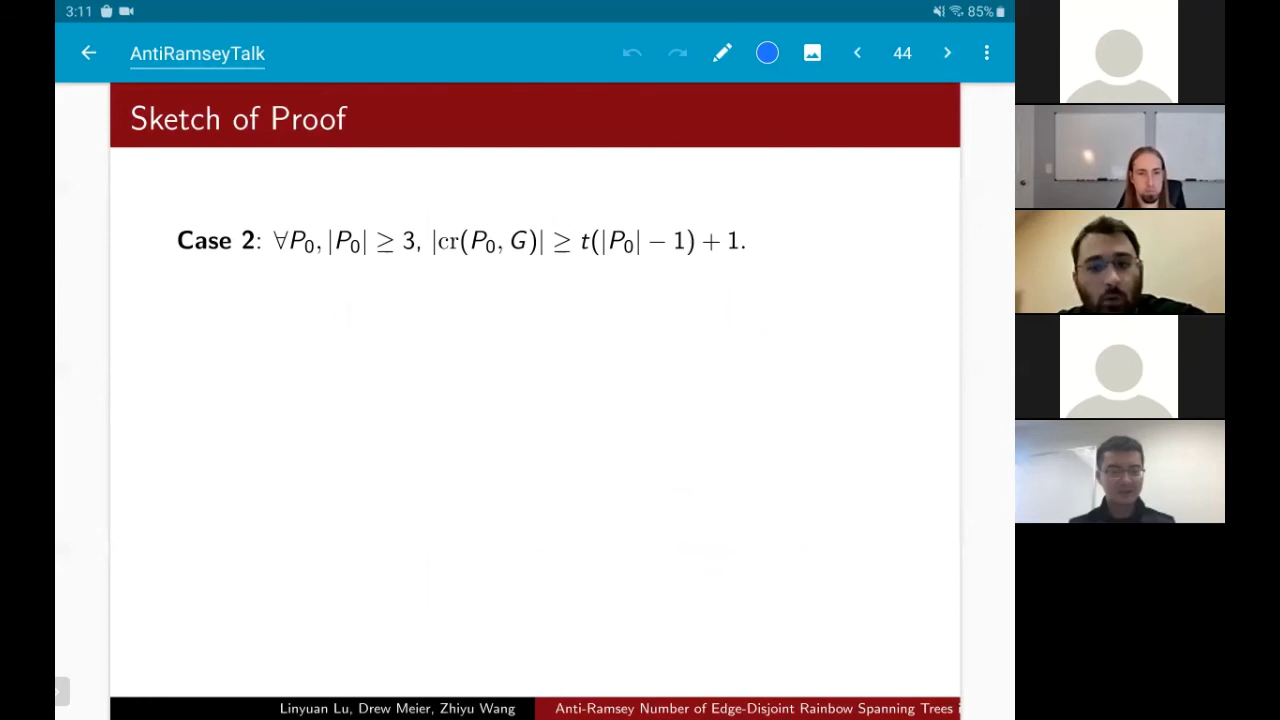 3:11
85%
AntiRamseyTalk
44
Sketch of Proof
Case 2: ∀P₀, |P₀| ≥ 3, |cr(P₀, G)| ≥ t(|P₀| − 1) + 1.
Linyuan Lu, Drew Meier, Zhiyu Wang
Anti-Ramsey Number of Edge-Disjoint Rainbow Spanning Trees i